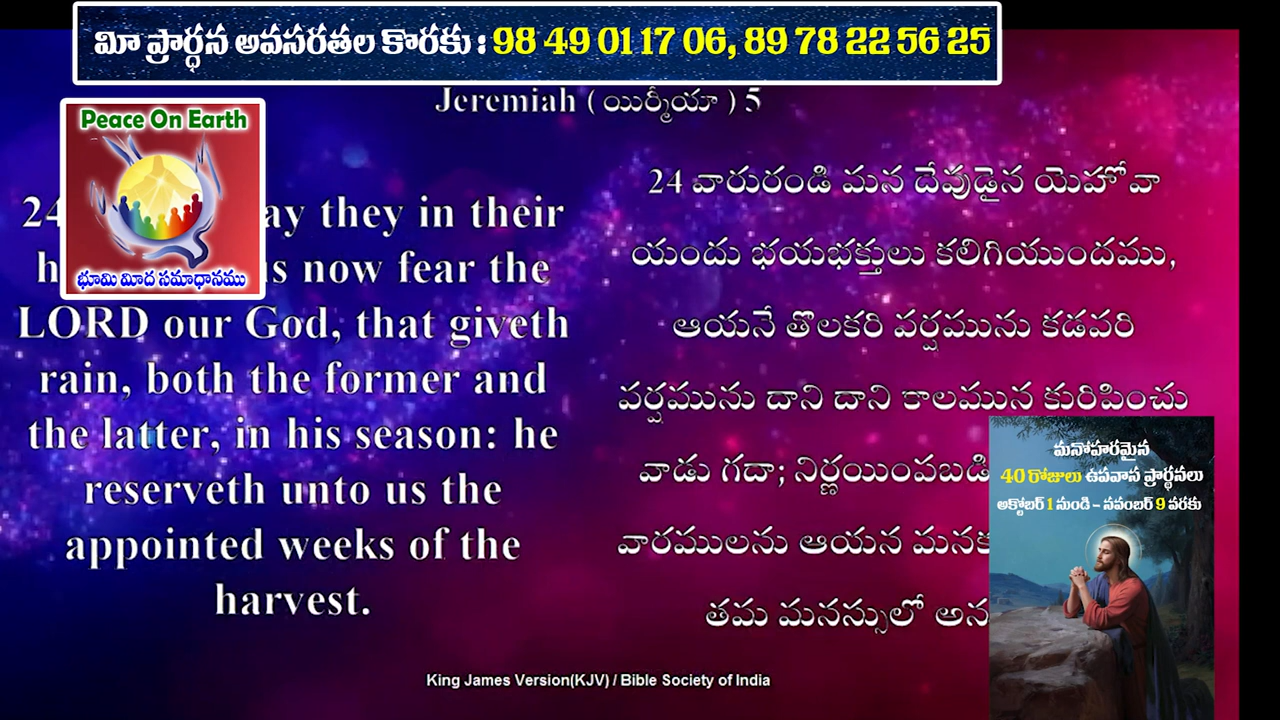 మీ ప్రార్ధన అవసరతల కొరకు : 98 49 01 17 06, 89 78 22 56 25
Jeremiah ( యిర్మీయా ) 5
Peace On Earth
భూమి మీద సమాధానము
24 they in their
now fear the
LORD our God, that giveth
rain, both the former and
the latter, in his season: he
reserveth unto us the
appointed weeks of the
harvest.
24 వారురండి మన దేవుడైన యెహోవా
యందు భయభక్తులు కలిగియుందము,
ఆయనే తొలకరి వర్షమును కడవరి
వర్షమును దాని దాని కాలమున కురిపించు
వాడు గదా; నిర్ణయింపబడి
వారములను ఆయన
తమ మనస్సులో
మనోహరమైన
40 రోజులు ఉపవాస ప్రార్థనలు
అక్టోబర్ 1 నుండి – నవంబర్ 9 వరకు
King James Version(KJV) / Bible Society of India